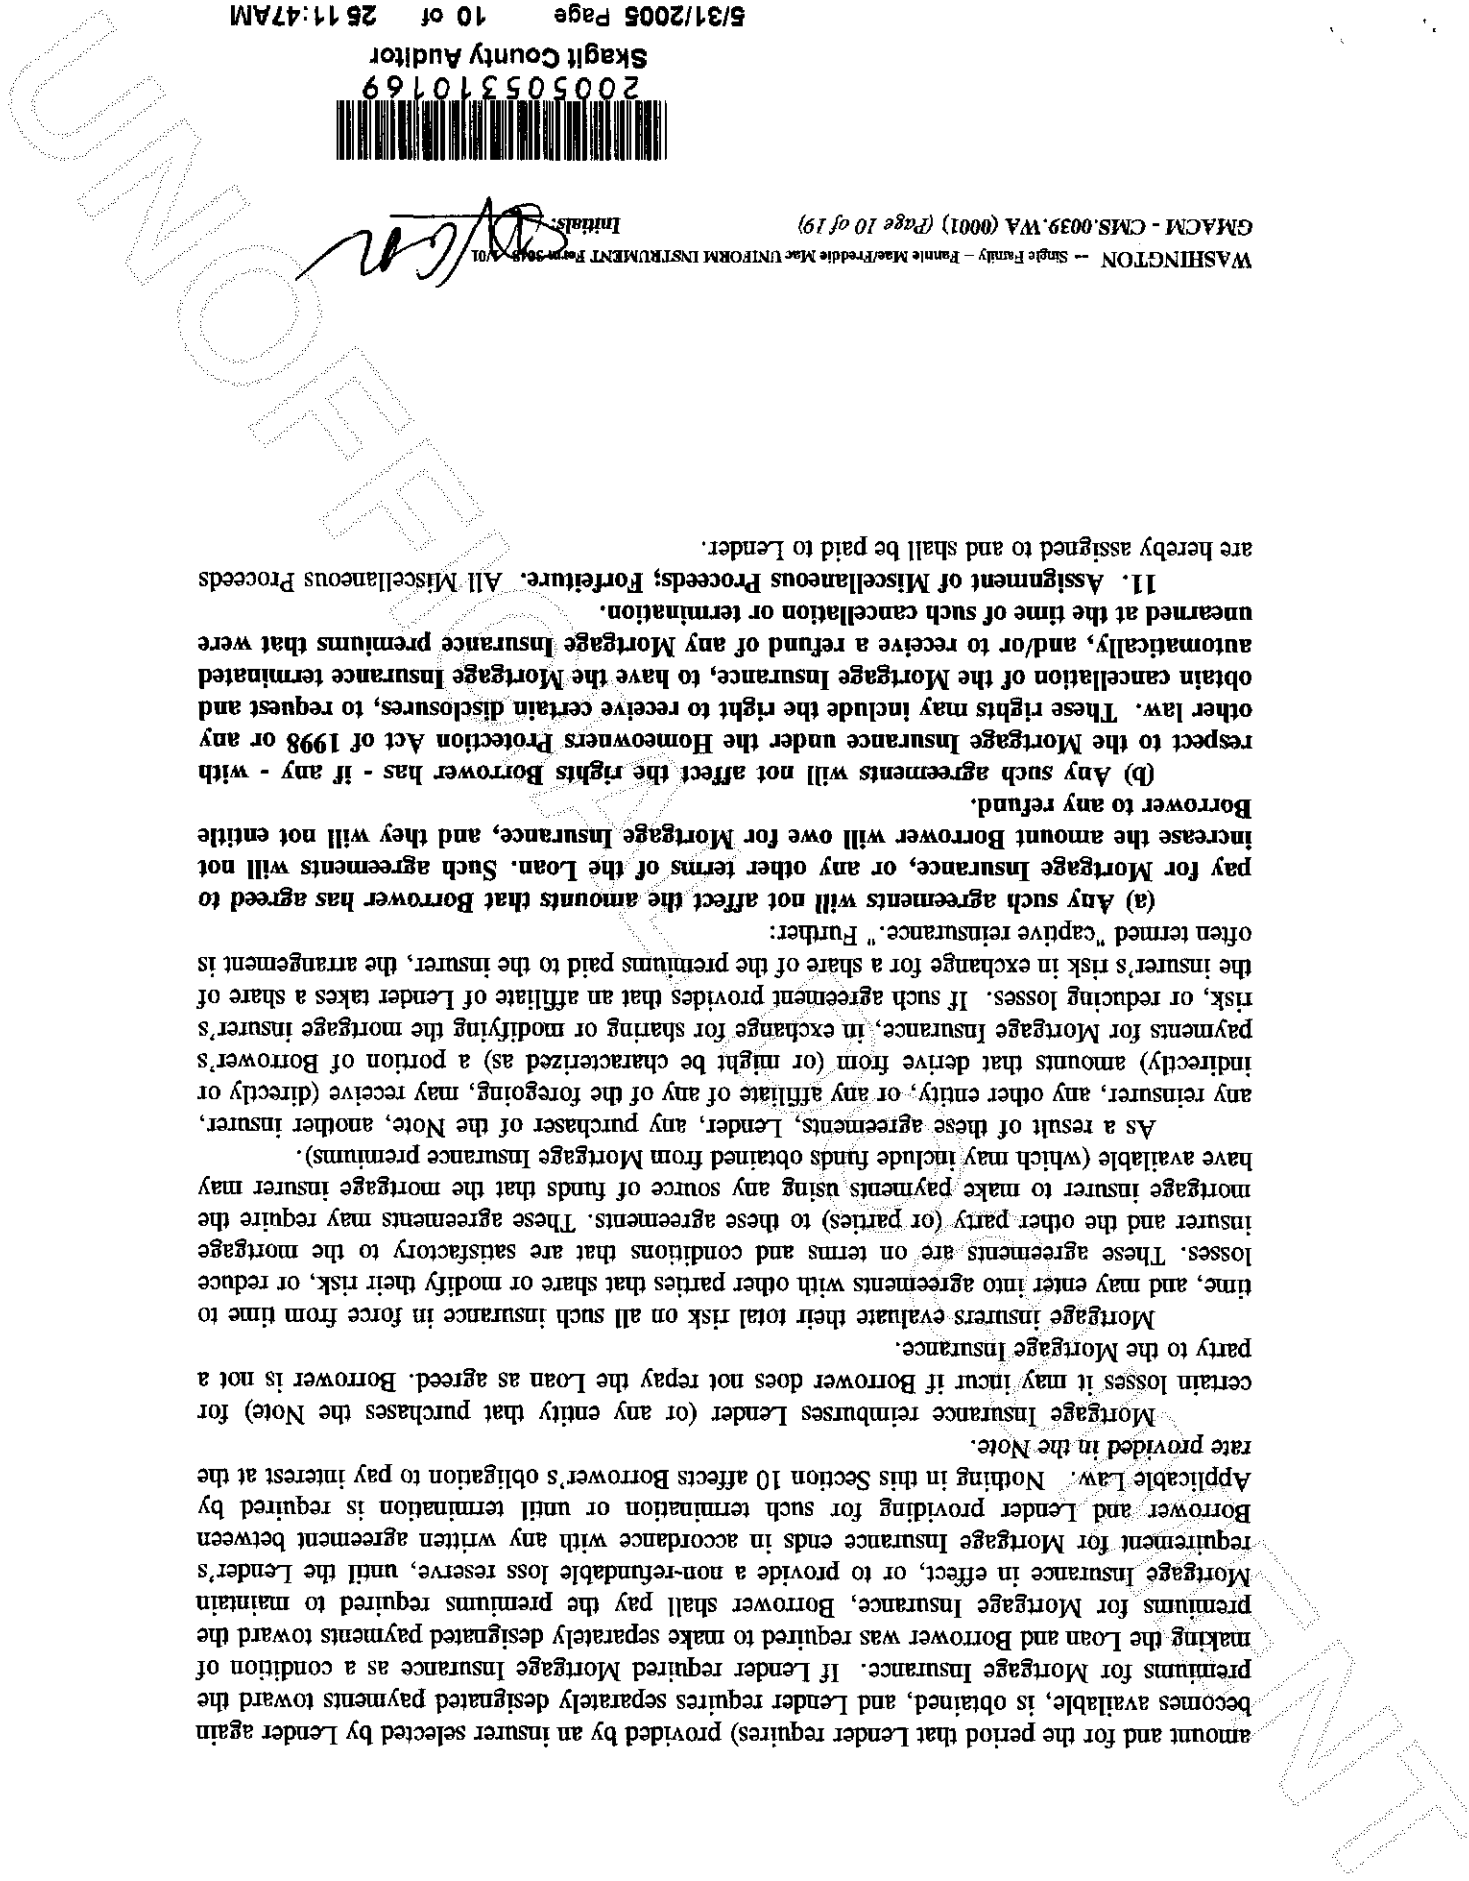 amount and for the period that Lender requires) provided by an insurer selected by Lender again
becomes available, is obtained, and Lender requires separately designated payments toward the
premiums for Mortgage Insurance. If Lender required Mortgage Insurance as a condition of
making the Loan and Borrower was required to make separately designated payments toward the
premiums for Mortgage Insurance, Borrower shall pay the premiums required to maintain
Mortgage Insurance in effect, or to provide a non-refundable loss reserve, until the Lender's
requirement for Mortgage Insurance ends in accordance with any written agreement between
Borrower and Lender providing for such termination or until termination is required by
Applicable Law. Nothing in this Section 10 affects Borrower's obligation to pay interest at the
rate provided in the Note.
Mortgage Insurance reimburses Lender (or any entity that purchases the Note) for
certain losses it may incur if Borrower does not repay the Loan as agreed. Borrower is not a
party to the Mortgage Insurance.
Mortgage insurers evaluate their total risk on all such insurance in force from time to
time, and may enter into agreements with other parties that share or modify their risk, or reduce
losses. These agreements are on terms and conditions that are satisfactory to the mortgage
insurer and the other party (or parties) to these agreements. These agreements may require the
mortgage insurer to make payments using any source of funds that the mortgage insurer may
have available (which may include funds obtained from Mortgage Insurance premiums).
As a result of these agreements, Lender, any purchaser of the Note, another insurer,
any reinsurer, any other entity, or any affiliate of any of the foregoing, may receive (directly or
indirectly) amounts that derive from (or might be characterized as) a portion of Borrower's
payments for Mortgage Insurance, in exchange for sharing or modifying the mortgage insurer's
risk, or reducing losses. If such agreement provides that an affiliate of Lender takes a share of
the insurer's risk in exchange for a share of the premiums paid to the insurer, the arrangement is
often termed "captive reinsurance." Further:
(a) Any such agreements will not affect the amounts that Borrower has agreed to
pay for Mortgage Insurance, or any other terms of the Loan. Such agreements will not
increase the amount Borrower will owe for Mortgage Insurance, and they will not entitle
Borrower to any refund.
(b) Any such agreements will not affect the rights Borrower has - if any - with
respect to the Mortgage Insurance under the Homeowners Protection Act of 1998 or any
other law. These rights may include the right to receive certain disclosures, to request and
obtain cancellation of the Mortgage Insurance, to have the Mortgage Insurance terminated
automatically, and/or to receive a refund of any Mortgage Insurance premiums that were
unearned at the time of such cancellation or termination.
11. Assignment of Miscellaneous Proceeds; Forfeiture. All Miscellaneous Proceeds
are hereby assigned to and shall be paid to Lender.
WASHINGTON -- Single Family – Fannie Mae/Freddie Mac UNIFORM INSTRUMENT Form 3048 1/01
GMACM - CMS.0039.WA (0001) (Page 10 of 19) Initials:
200505310169
Skagit County Auditor
5/31/2005 Page 10 of 25 11:47AM
UNOFFICIAL DOCUMENT